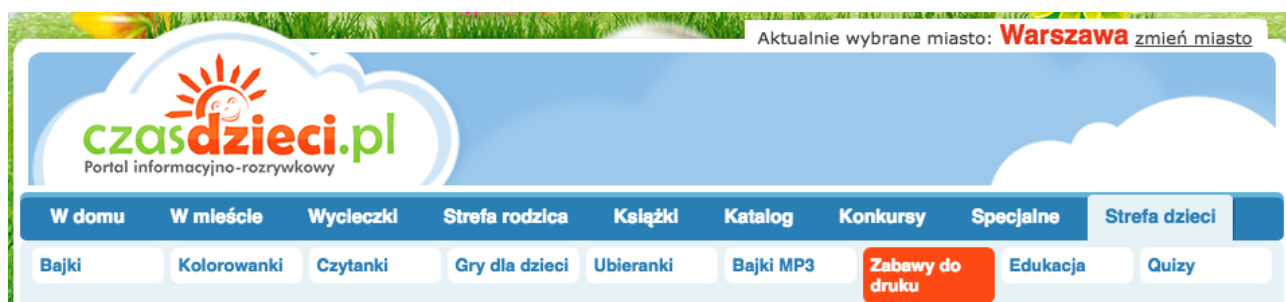 Aktualnie wybrane miasto: Warszawa zmień miasto
czasdzieci.pl
Portal informacyjno-rozrywkowy
W domu W mieście Wycieczki Strefa rodzica Książki Katalog Konkursy Specjalne Strefa dzieci
Bajki Kolorowanki Czytanki Gry dla dzieci Ubieranki Bajki MP3 Zabawy do Edukacja Quizy
druku